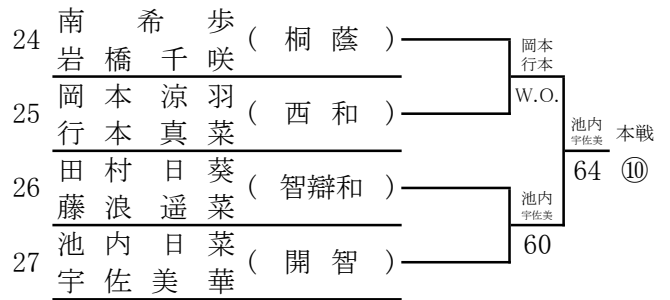 24 南 希 歩 ( 桐 蔭 )
岩 橋 千 咲
25 岡 本 涼 羽 ( 西 和 )
行 本 真 菜
26 田 村 日 葵 ( 智辯和 )
藤 浪 遥 菜
27 池 内 日 菜 ( 開 智 )
宇 佐 美 華
岡本
行本
W.O.
池内
宇佐美
60
池内
宇佐美
64
本戦
⑩